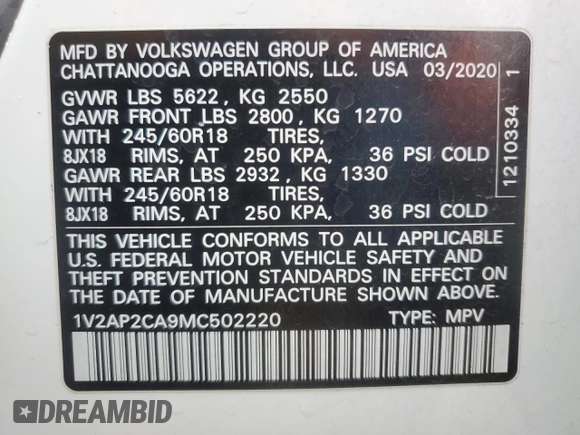 MFD BY VOLKSWAGEN GROUP OF AMERICA
CHATTANOOGA OPERATIONS, LLC. USA 03/2020
GVWR LBS 5622, KG 2550
GAWR FRONT LBS 2800, KG 1270
WITH 245/60R18 TIRES,
8JX18 RIMS, AT 250 KPA, 36 PSI COLD
GAWR REAR LBS 2932, KG 1330
WITH 245/60R18 TIRES,
8JX18 RIMS, AT 250 KPA, 36 PSI COLD
THIS VEHICLE CONFORMS TO ALL APPLICABLE
U.S. FEDERAL MOTOR VEHICLE SAFETY AND
THEFT PREVENTION STANDARDS IN EFFECT ON
THE DATE OF MANUFACTURE SHOWN ABOVE.
1V2AP2CA9MC502220 TYPE: MPV
1210334 1
DREAMBID